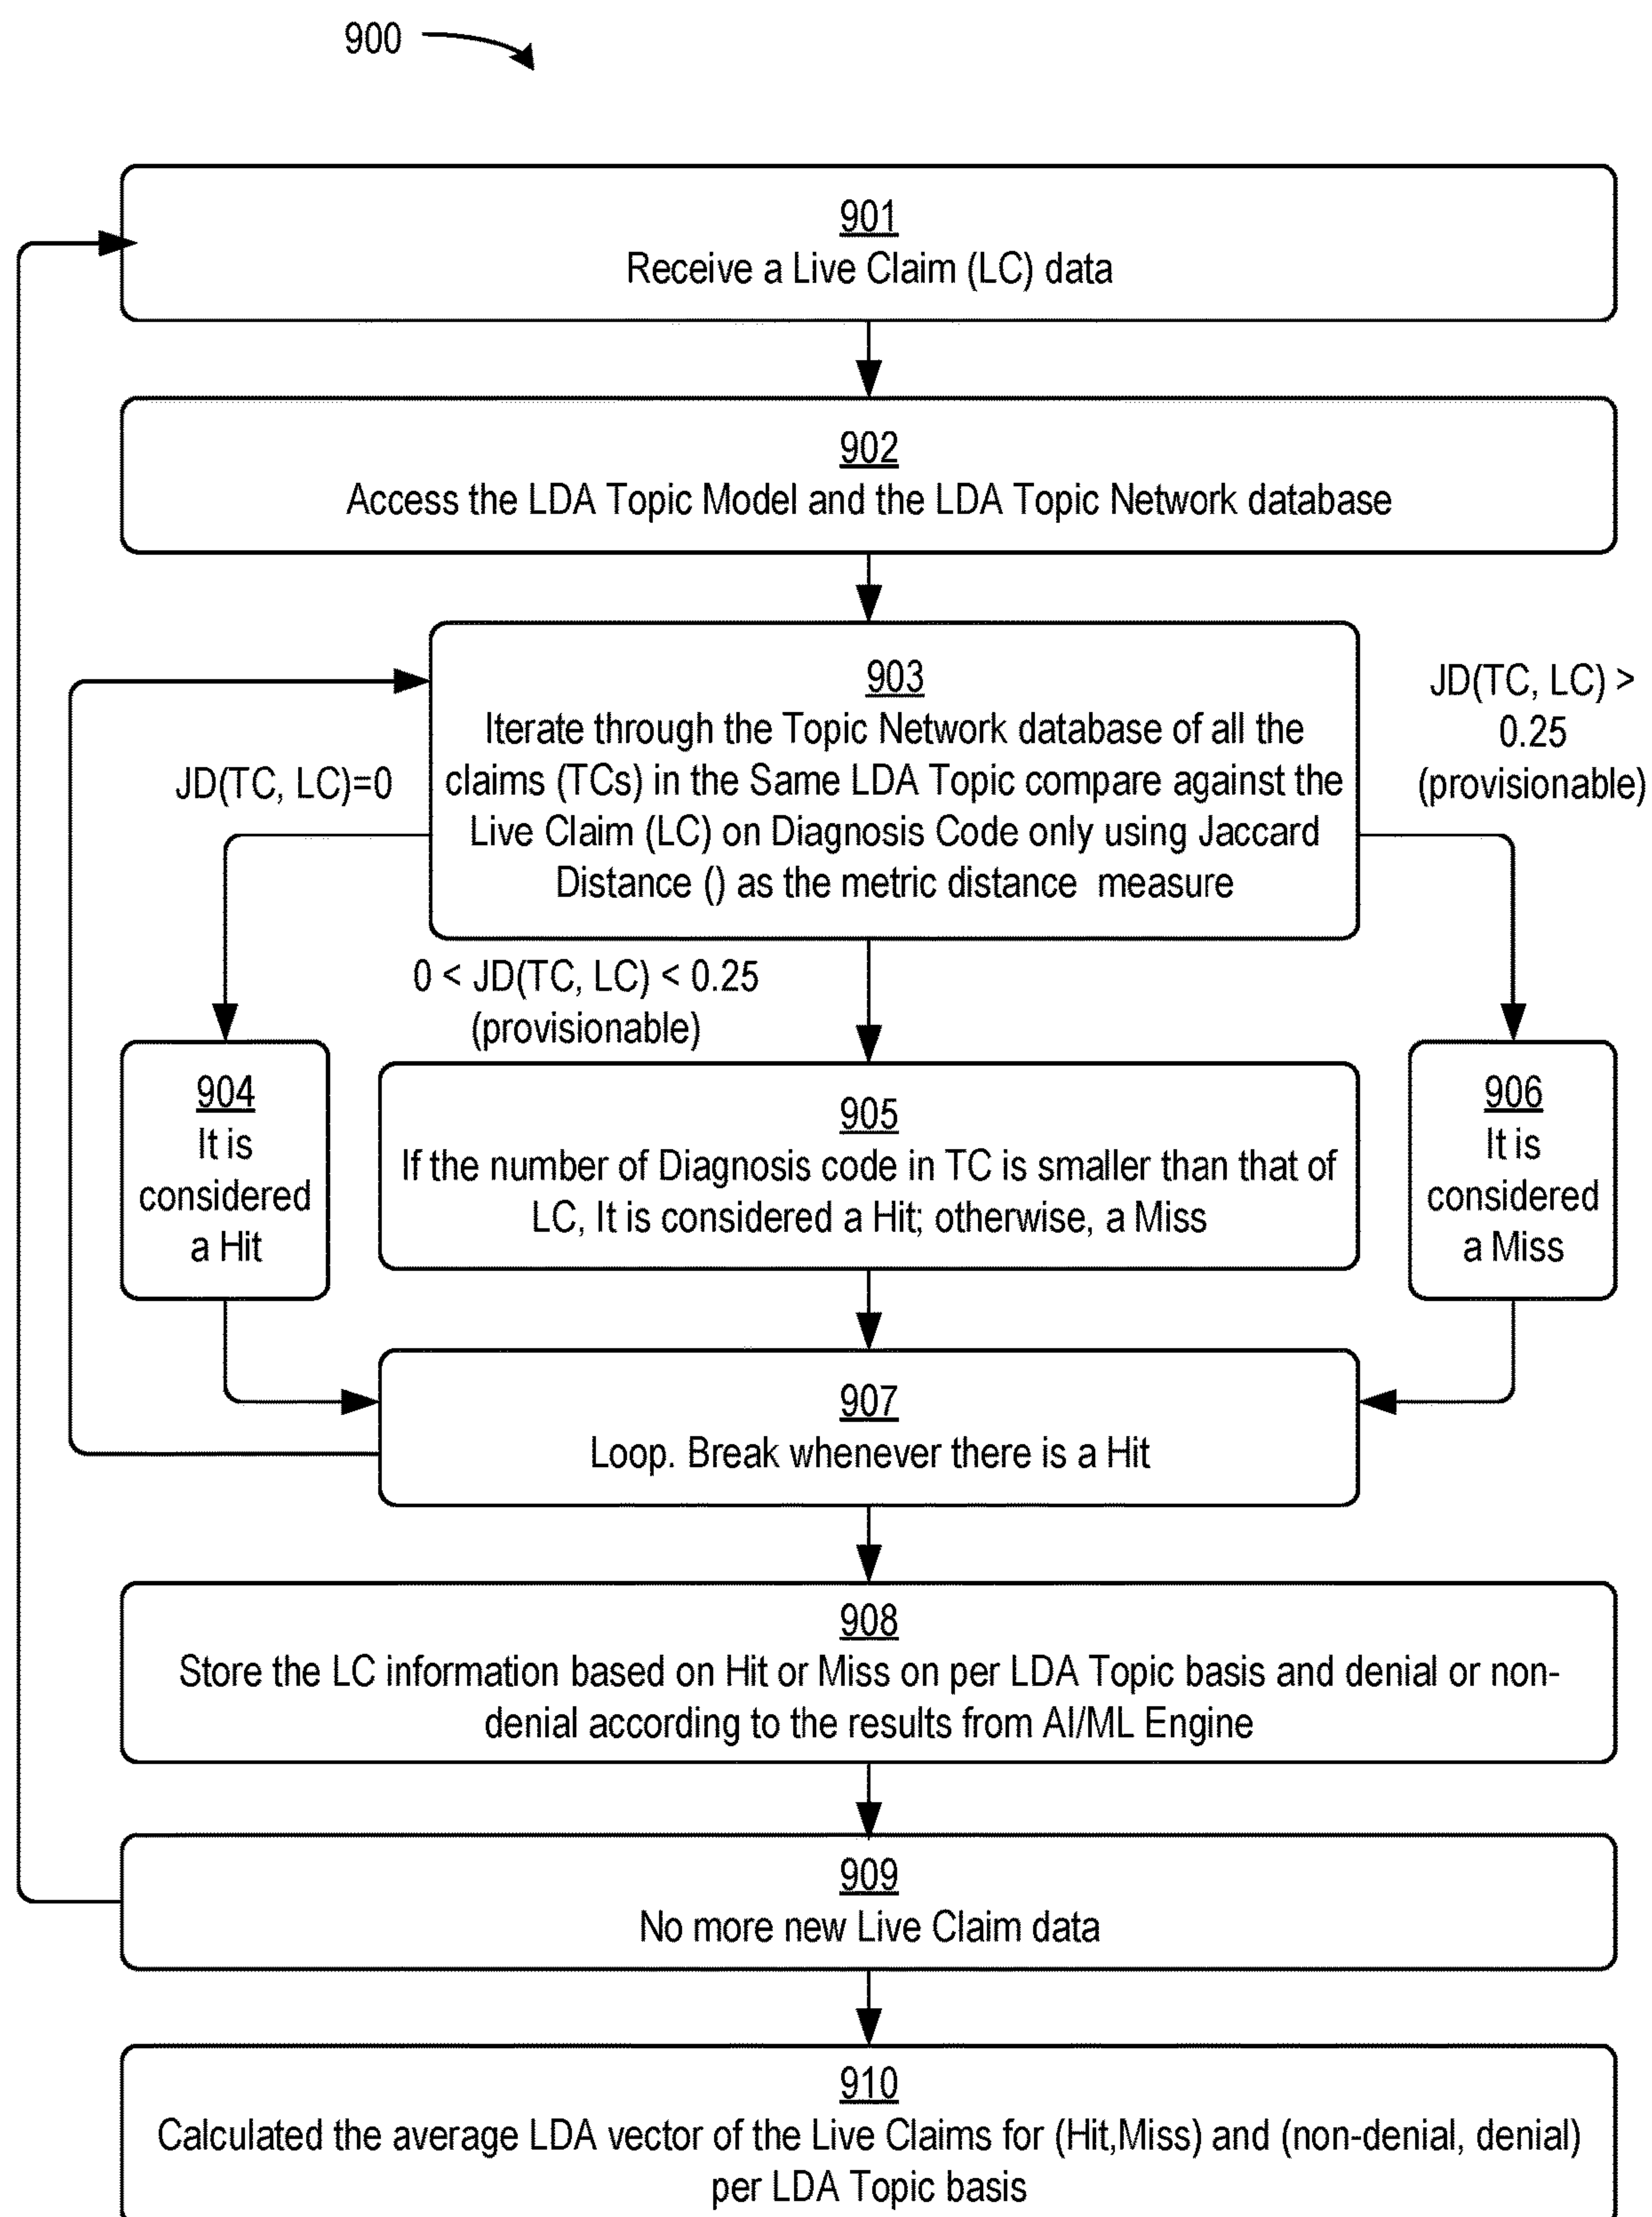 900
901
Receive a Live Claim (LC) data
902
Access the LDA Topic Model and the LDA Topic Network database
903
Iterate through the Topic Network database of all the
claims (TCs) in the Same LDA Topic compare against the
Live Claim (LC) on Diagnosis Code only using Jaccard
Distance () as the metric distance measure
JD(TC, LC) >
0.25
(provisionable)
JD(TC, LC)=0
0 < JD(TC, LC) < 0.25
(provisionable)
904
It is
considered
a Hit
905
If the number of Diagnosis code in TC is smaller than that of
LC, It is considered a Hit; otherwise, a Miss
906
It is
considered
a Miss
907
Loop. Break whenever there is a Hit
908
Store the LC information based on Hit or Miss on per LDA Topic basis and denial or non-
denial according to the results from AI/ML Engine
909
No more new Live Claim data
910
Calculated the average LDA vector of the Live Claims for (Hit,Miss) and (non-denial, denial)
per LDA Topic basis